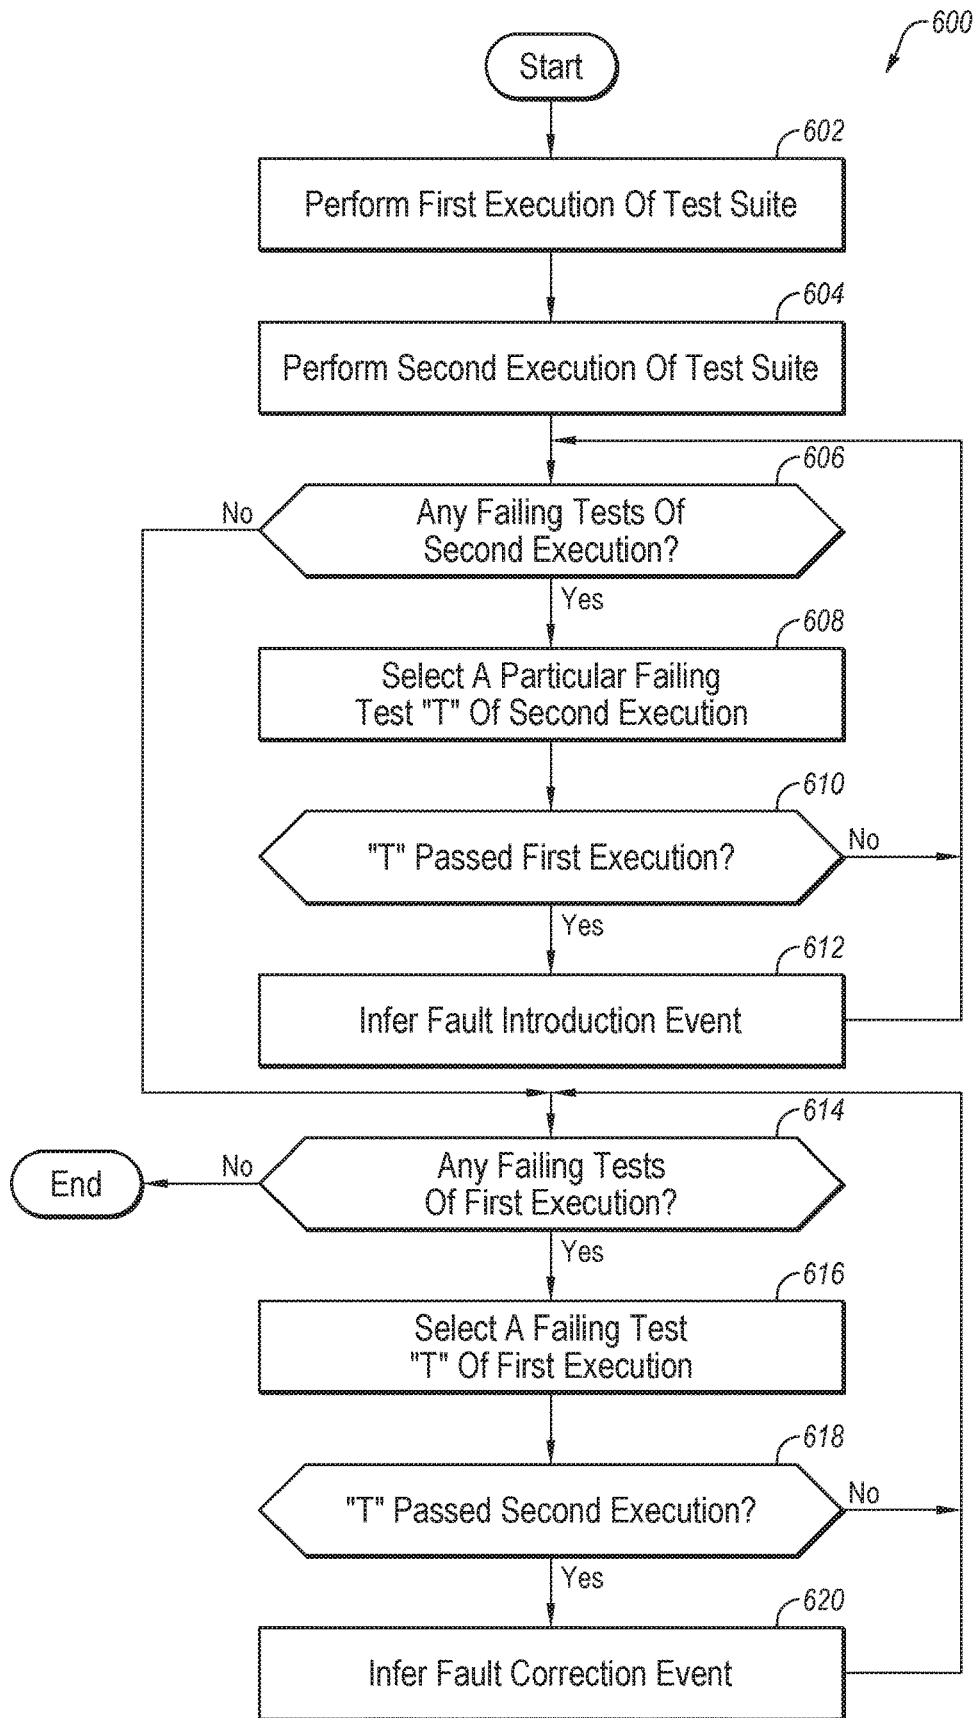 600
Start
602
Perform First Execution Of Test Suite
604
Perform Second Execution Of Test Suite
606
No
Any Failing Tests Of
Second Execution?
Yes
608
Select A Particular Failing
Test "T" Of Second Execution
610
"T" Passed First Execution?
No
Yes
612
Infer Fault Introduction Event
614
End
No
Any Failing Tests
Of First Execution?
Yes
616
Select A Failing Test
"T" Of First Execution
618
"T" Passed Second Execution?
No
Yes
620
Infer Fault Correction Event